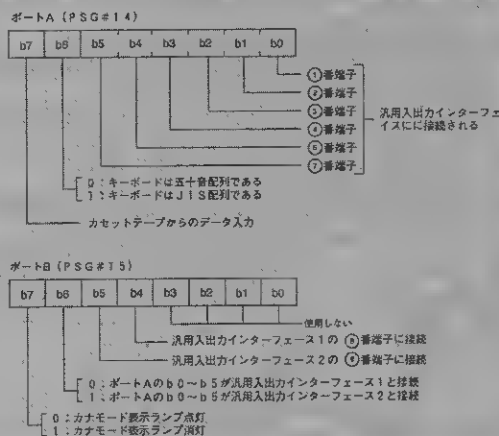 ポートA (PSG#14)
b7 b6 b5 b4 b3 b2 b1 b0
①番端子
②番端子
③番端子
④番端子
⑥番端子
⑦番端子
汎用入出力インターフェ
イスにに接続される
0:キーボードは五十音配列である
1:キーボードはJIS配列である
カセットテープからのデータ入力
ポートB (PSG#15)
b7 b6 b5 b4 b3 b2 b1 b0
使用しない
汎用入出力インターフェース1の 番端子に接続
汎用入出力インターフェース2の 番端子に接続
0:ポートAのb0~b5が汎用入出力インターフェース1と接続
1:ポートAのb0~b5が汎用入出力インターフェース2と接続
0:カナモード表示ランプ点灯
1:カナモード表示ランプ消灯